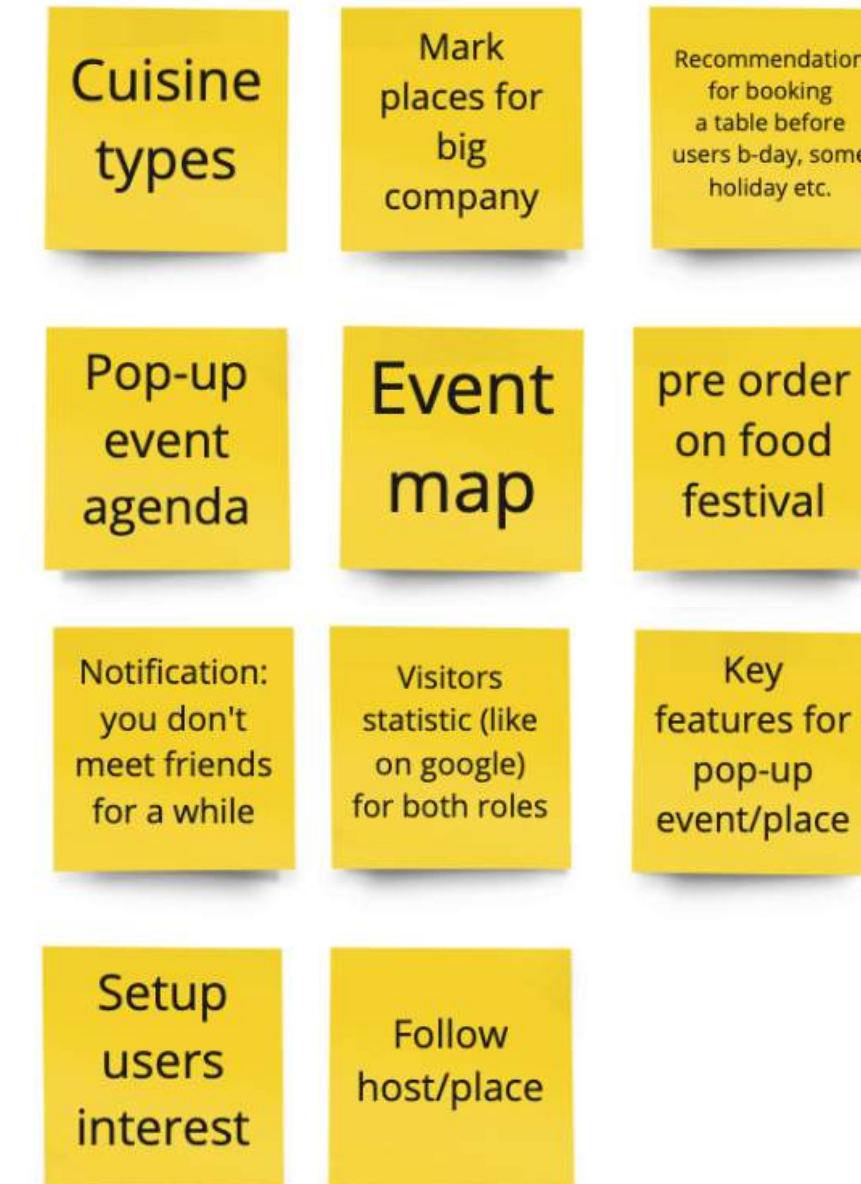 Cuisine
types
Mark
places for
big
company
Recommendation
for booking
a table before
users b-day, some
holiday etc.
Pop-up
event
agenda
Event
map
pre order
on food
festival
Notification:
you don't
meet friends
for a while
Visitors
statistic (like
on google)
for both roles
Key
features for
pop-up
event/place
Setup
users
interest
Follow
host/place